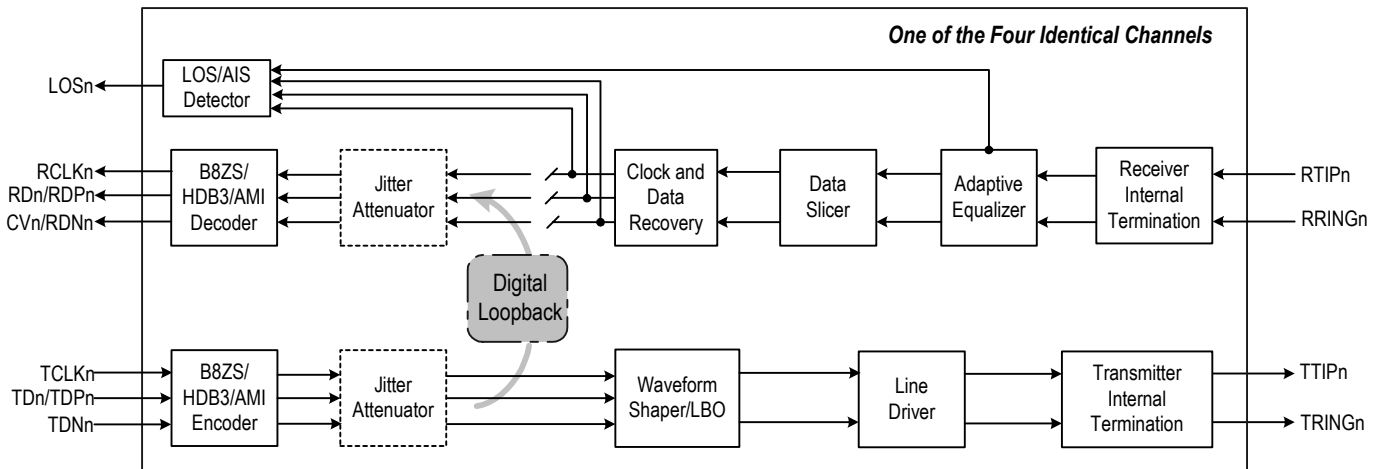 One of the Four Identical Channels
LOSn
LOS/AIS
Detector
RCLKn
RDn/RDPn
CVn/RDNn
B8ZS/
HDB3/AMI
Decoder
Jitter
Attenuator
Clock and
Data
Recovery
Data
Slicer
Adaptive
Equalizer
Receiver
Internal
Termination
RTIPn
RRINGn
Digital
Loopback
TCLKn
TDn/TDPn
TDNn
B8ZS/
HDB3/AMI
Encoder
Jitter
Attenuator
Waveform
Shaper/LBO
Line
Driver
Transmitter
Internal
Termination
TTIPn
TRINGn